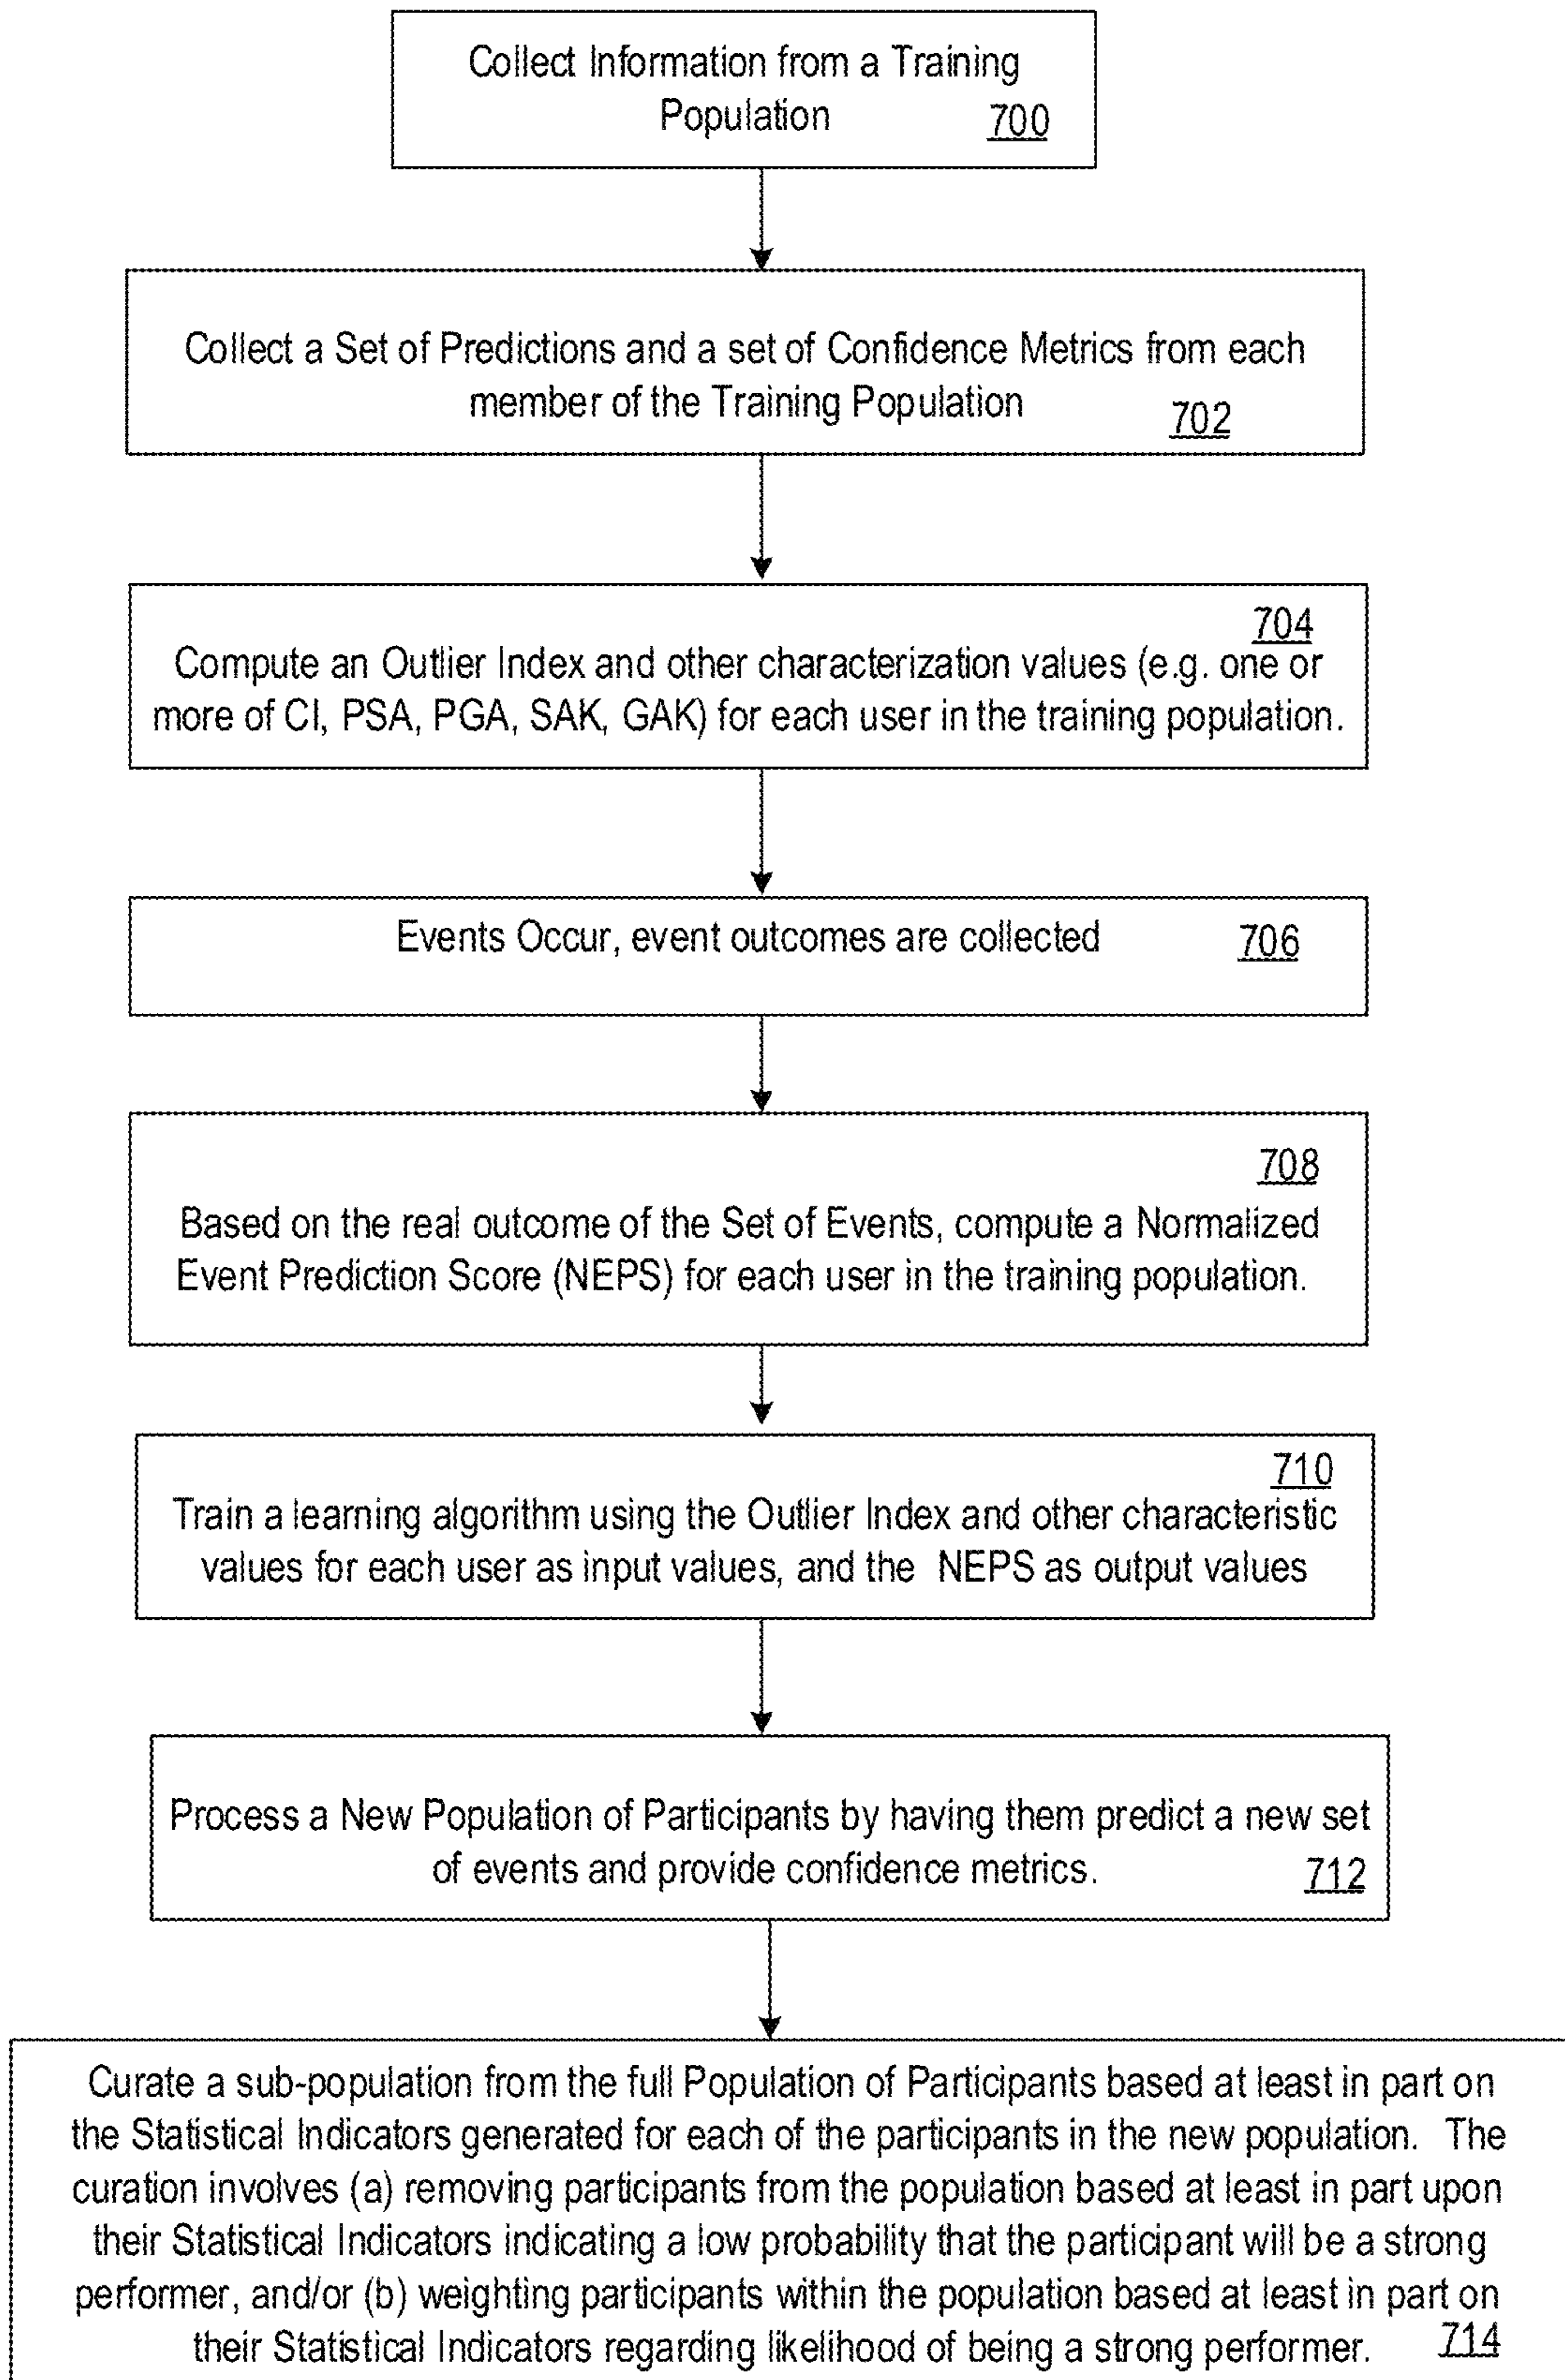 Collect Information from a Training
Population 700
Collect a Set of Predictions and a set of Confidence Metrics from each
member of the Training Population 702
704
Compute an Outlier Index and other characterization values (e.g. one or
more of CI, PSA, PGA, SAK, GAK) for each user in the training population.
Events Occur, event outcomes are collected 706
708
Based on the real outcome of the Set of Events, compute a Normalized
Event Prediction Score (NEPS) for each user in the training population.
710
Train a learning algorithm using the Outlier Index and other characteristic
values for each user as input values, and the NEPS as output values
Process a New Population of Participants by having them predict a new set
of events and provide confidence metrics. 712
Curate a sub-population from the full Population of Participants based at least in part on
the Statistical Indicators generated for each of the participants in the new population. The
curation involves (a) removing participants from the population based at least in part upon
their Statistical Indicators indicating a low probability that the participant will be a strong
performer, and/or (b) weighting participants within the population based at least in part on
their Statistical Indicators regarding likelihood of being a strong performer. 714